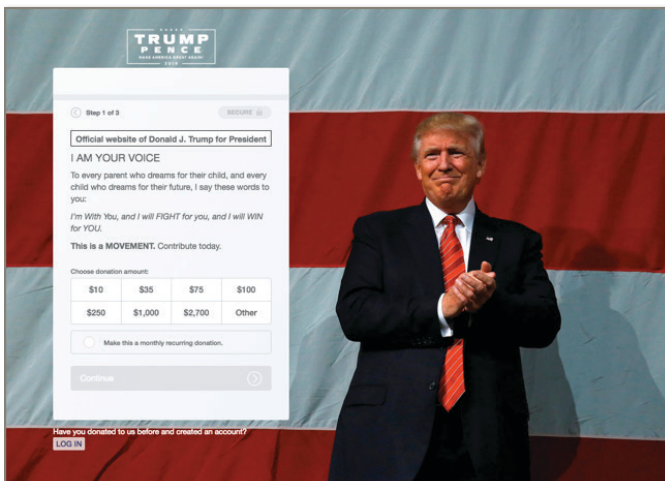 TRUMP
PENCE
MAKE AMERICA GREAT AGAIN!
2016
Step 1 of 3
SECURE
Official website of Donald J. Trump for President
I AM YOUR VOICE
To every parent who dreams for their child, and every
child who dreams for their future, I say these words to
you:
I'm With You, and I will FIGHT for you, and I will WIN
for YOU.
This is a MOVEMENT. Contribute today.
Choose donation amount:
$10 $35 $75 $100
$250 $1,000 $2,700 Other
Make this a monthly recurring donation.
Continue
Have you donated to us before and created an account?
LOG IN